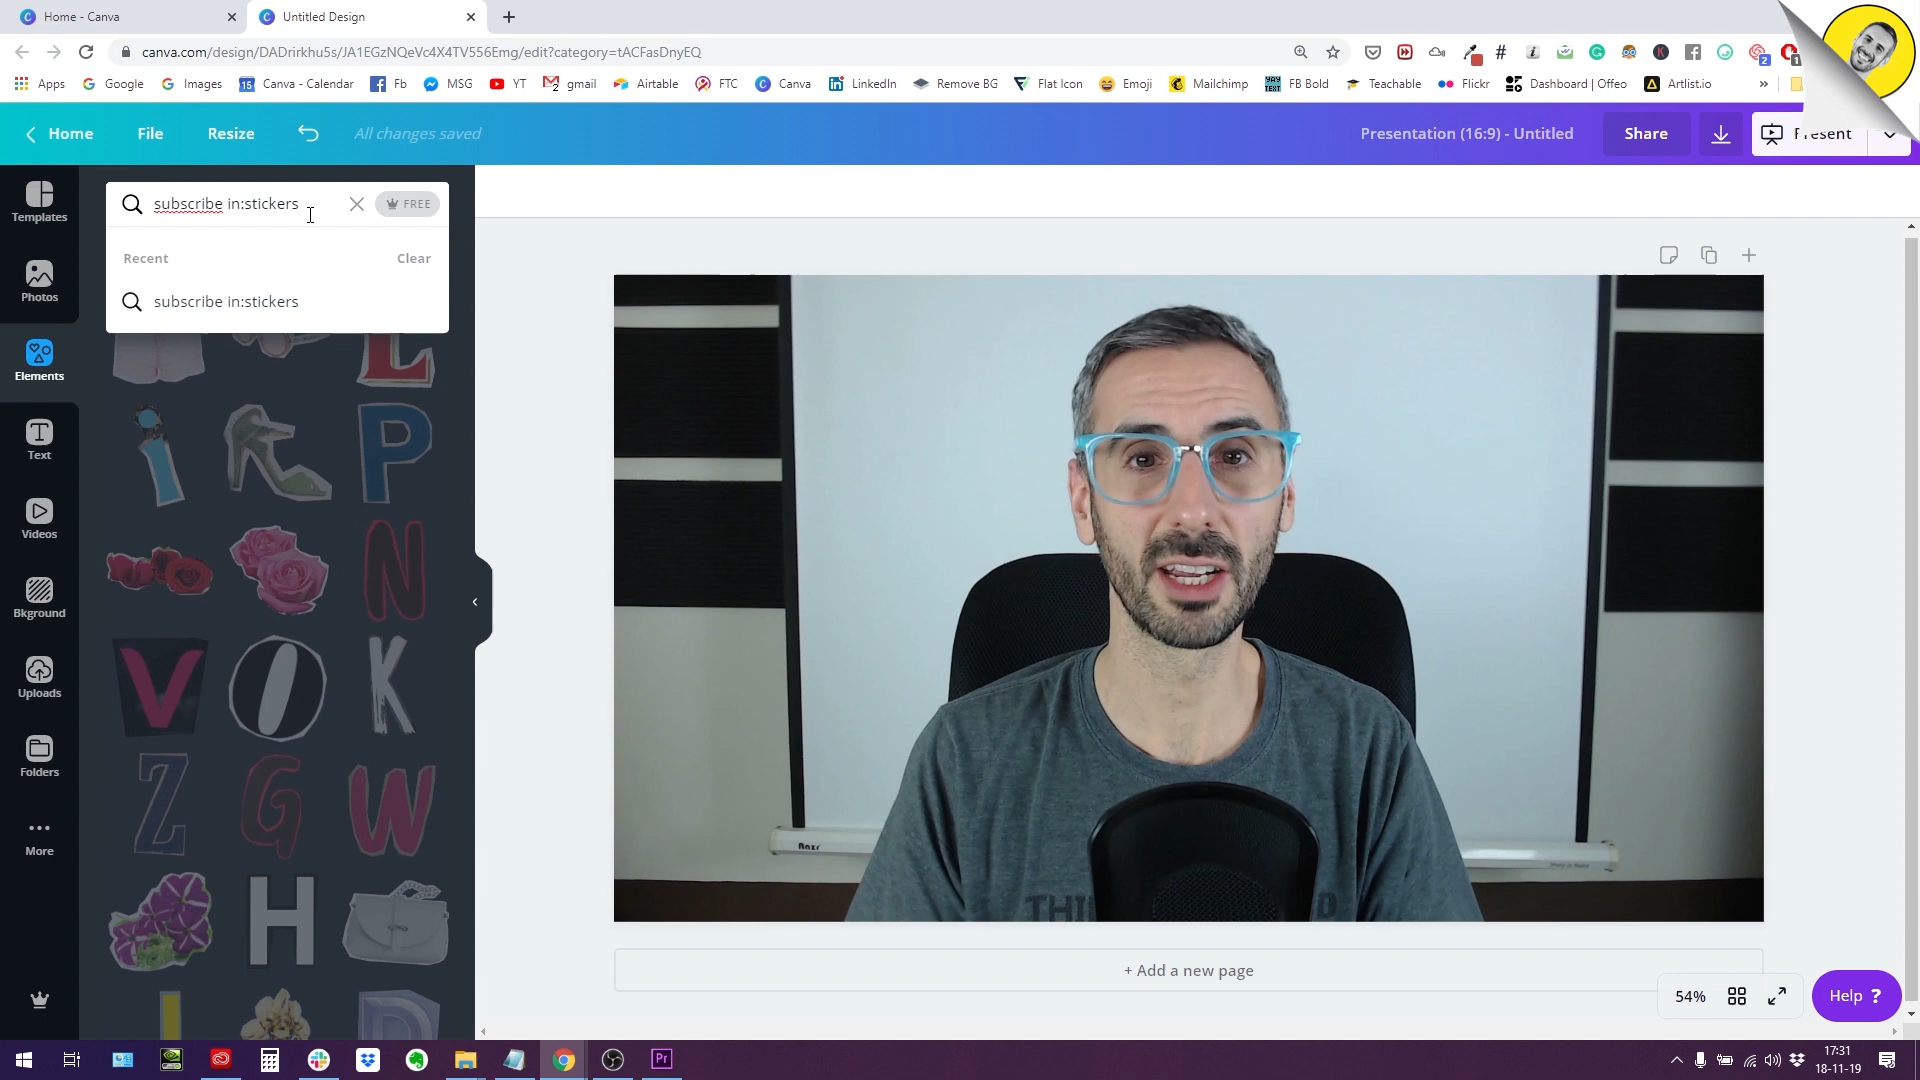 Home - Canva
Untitled Design
canva.com/design/DADrirkhu5s/JA1EGzNQeVc4X4TV556Emg/edit?category=tACFasDnyEQ
Apps
Google
Images
Canva - Calendar
Fb
MSG
YT
gmail
Airtable
FTC
Canva
LinkedIn
Remove BG
Flat Icon
Emoji
Mailchimp
FB Bold
Teachable
Flickr
Dashboard | Offeo
Artlist.io
Home
File
Resize
All changes saved
Presentation (16:9) - Untitled
Share
Present
Templates
Photos
Elements
Text
Videos
Bkground
Uploads
Folders
More
subscribe in:stickers
FREE
Recent
Clear
subscribe in:stickers
L
i
P
N
V
O
K
Z
G
W
H
D
+ Add a new page
54%
Help ?
17:31
18-11-19